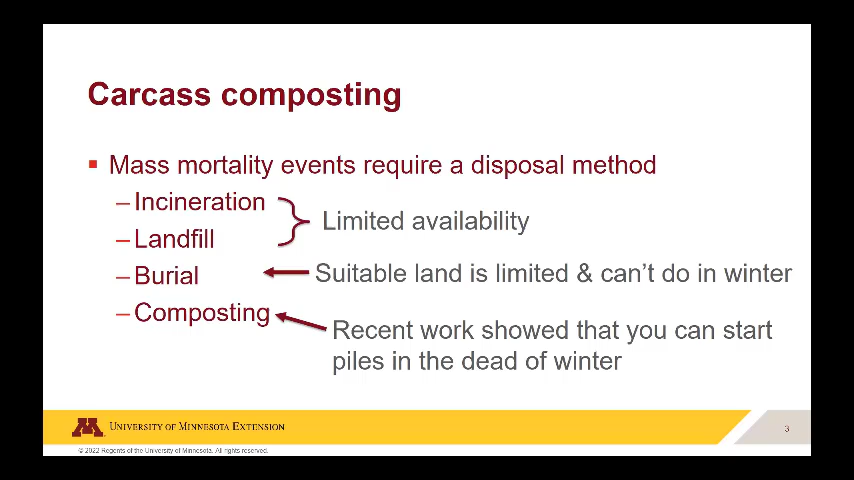 Carcass composting
▪ Mass mortality events require a disposal method
–Incineration
–Landfill
Limited availability
–Burial
Suitable land is limited & can't do in winter
–Composting
Recent work showed that you can start
piles in the dead of winter
M UNIVERSITY OF MINNESOTA EXTENSION
3
© 2022 Regents of the University of Minnesota. All rights reserved.